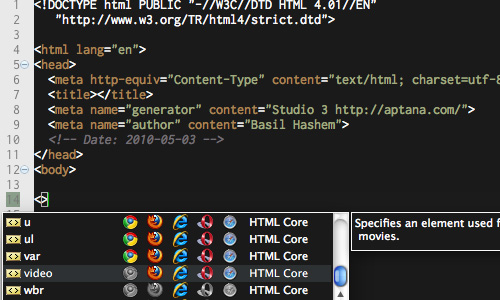 1 <!DOCTYPE html PUBLIC "-//W3C//DTD HTML 4.01//EN"
2 "http://www.w3.org/TR/html4/strict.dtd">
3
4 <html lang="en">
5 <head>
6 <meta http-equiv="Content-Type" content="text/html; charset=utf-8
7 <title></title>
8 <meta name="generator" content="Studio 3 http://aptana.com/">
9 <meta name="author" content="Basil Hashem">
10 <!-- Date: 2010-05-03 -->
11 </head>
12 <body>
13
14 <>
u HTML Core
ul HTML Core
var HTML Core
video HTML Core
wbr HTML Core
Specifies an element used f
movies.